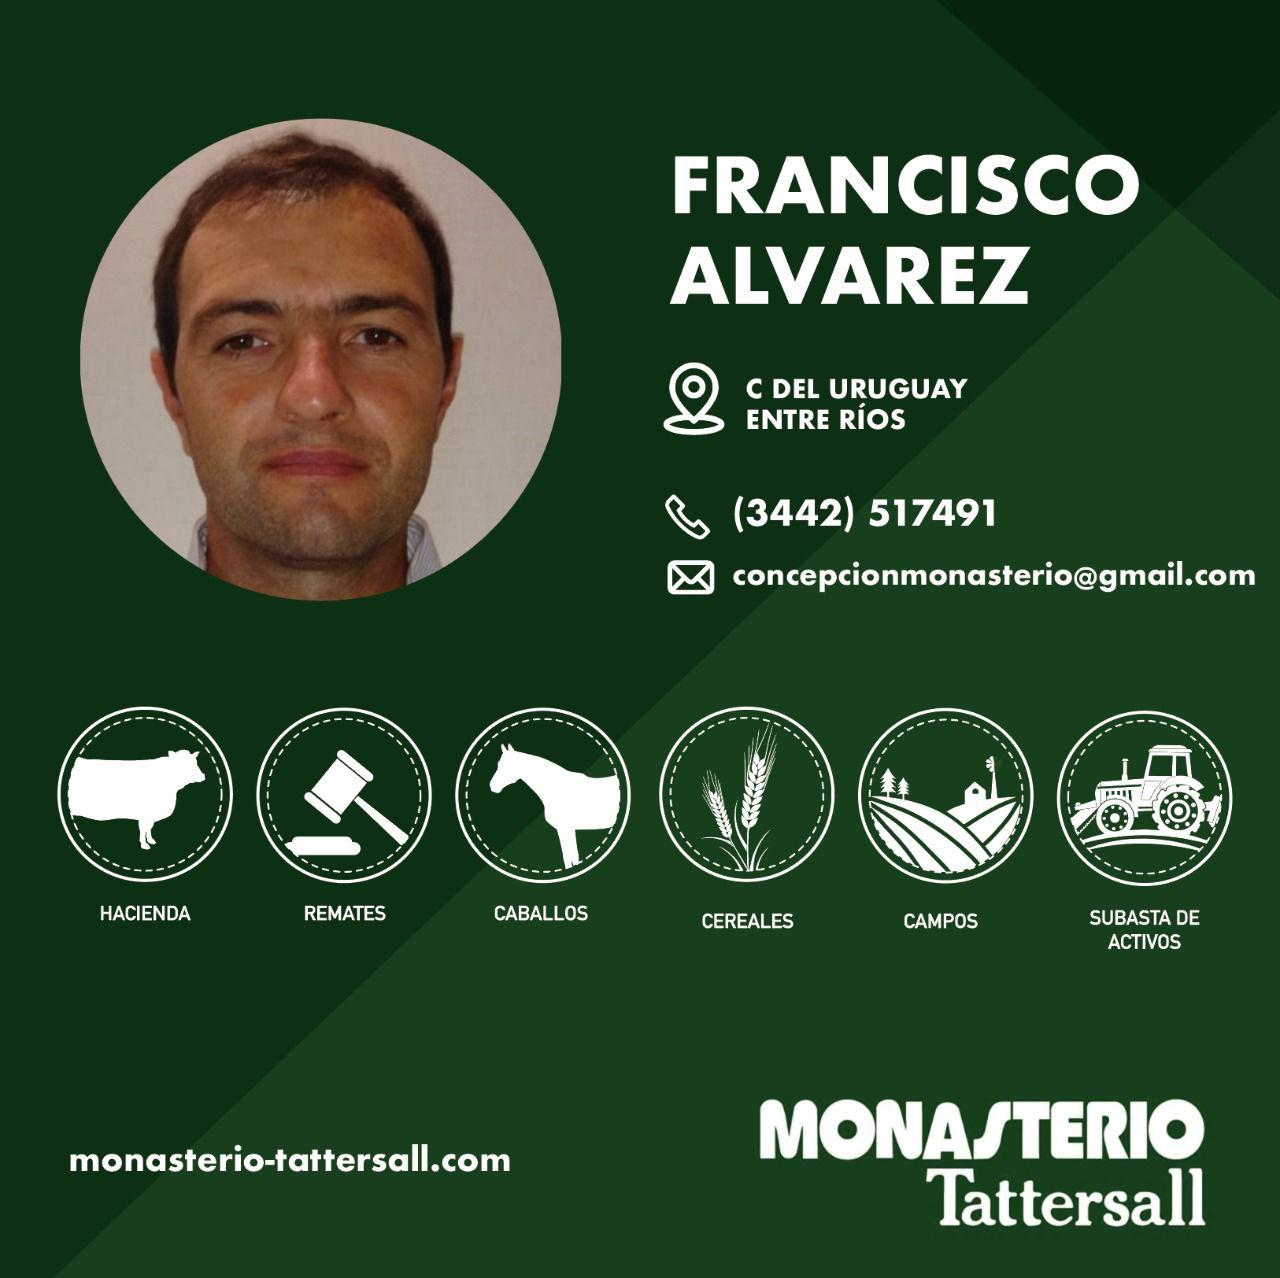 FRANCISCO
ALVAREZ
C DEL URUGUAY
ENTRE RÍOS
(3442) 517491
concepcionmonasterio@gmail.com
HACIENDA
REMATES
CABALLOS
CEREALES
CAMPOS
SUBASTA DE
ACTIVOS
monasterio-tattersall.com
MONASTERIO
Tattersall